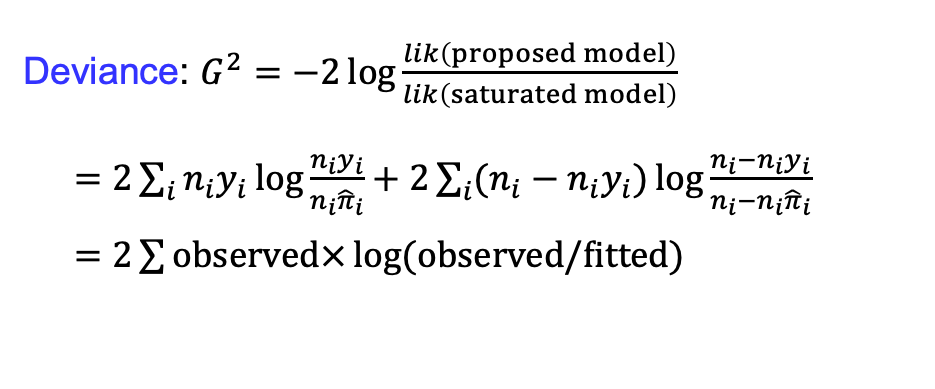 Deviance: G² = −2 log lik(proposed model)/lik(saturated model)
= 2 ∑ᵢ nᵢyᵢ log nᵢyᵢ/nᵢπ̂ᵢ + 2 ∑ᵢ(nᵢ − nᵢyᵢ) log nᵢ−nᵢyᵢ/nᵢ−nᵢπ̂ᵢ
= 2 ∑ observed× log(observed/fitted)